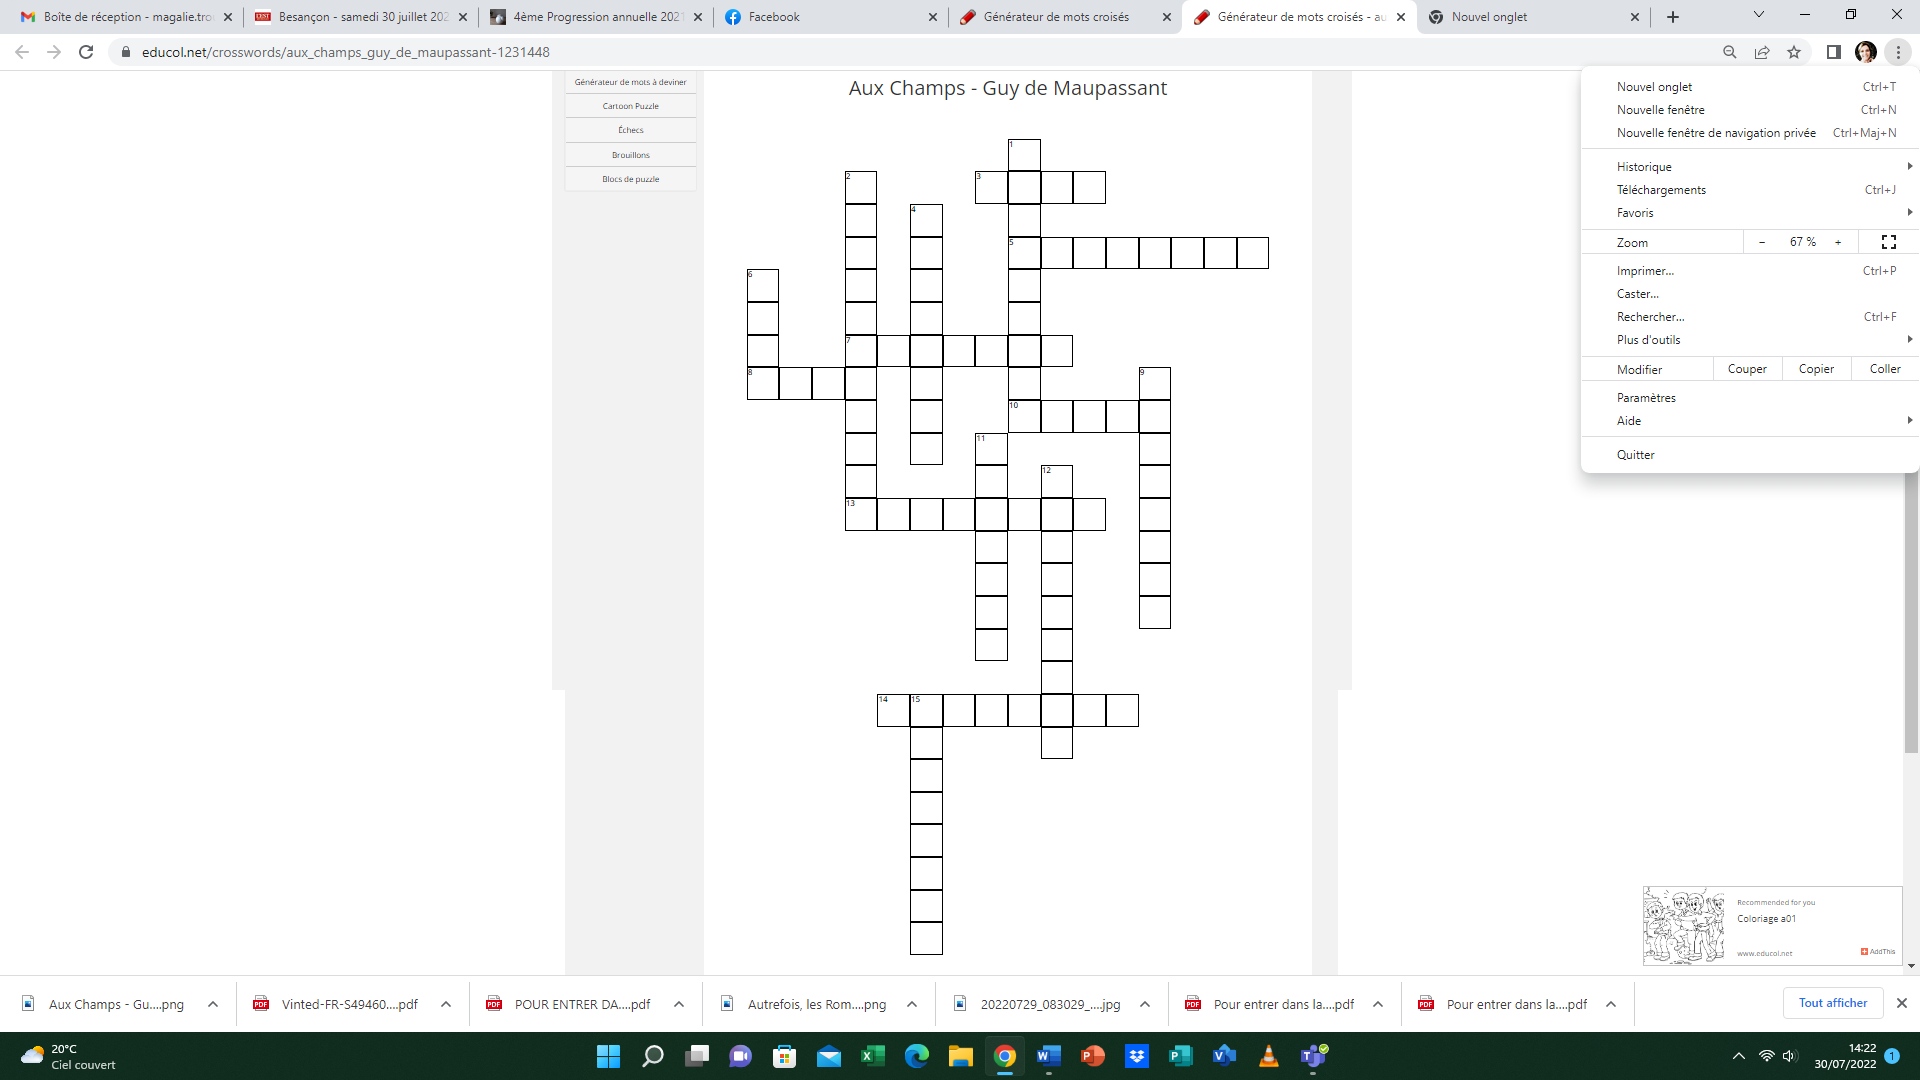 Boîte de réception - magalie.tro
Besançon - samedi 30 juillet 202
4ème Progression annuelle 2021
Facebook
Générateur de mots croisés
Générateur de mots croisés - au
Nouvel onglet
educol.net/crosswords/aux_champs_guy_de_maupassant-1231448
Générateur de mots à deviner
Cartoon Puzzle
Échecs
Brouillons
Blocs de puzzle
Aux Champs - Guy de Maupassant
1
2
3
4
5
6
7
8
9
10
11
12
13
14
15
Nouvel onglet Ctrl+T
Nouvelle fenêtre Ctrl+N
Nouvelle fenêtre de navigation privée Ctrl+Maj+N
Historique
Téléchargements Ctrl+J
Favoris
Zoom - 67 % +
Imprimer... Ctrl+P
Caster...
Rechercher... Ctrl+F
Plus d'outils
Modifier Couper Copier Coller
Paramètres
Aide
Quitter
Recommended for you
Coloriage a01
www.educol.net
AddThis
Aux Champs - Gu....png
Vinted-FR-S49460....pdf
POUR ENTRER DA....pdf
Autrefois, les Rom....png
20220729_083029_....jpg
Pour entrer dans la....pdf
Pour entrer dans la....pdf
Tout afficher
20°C
Ciel couvert
14:22
30/07/2022
1